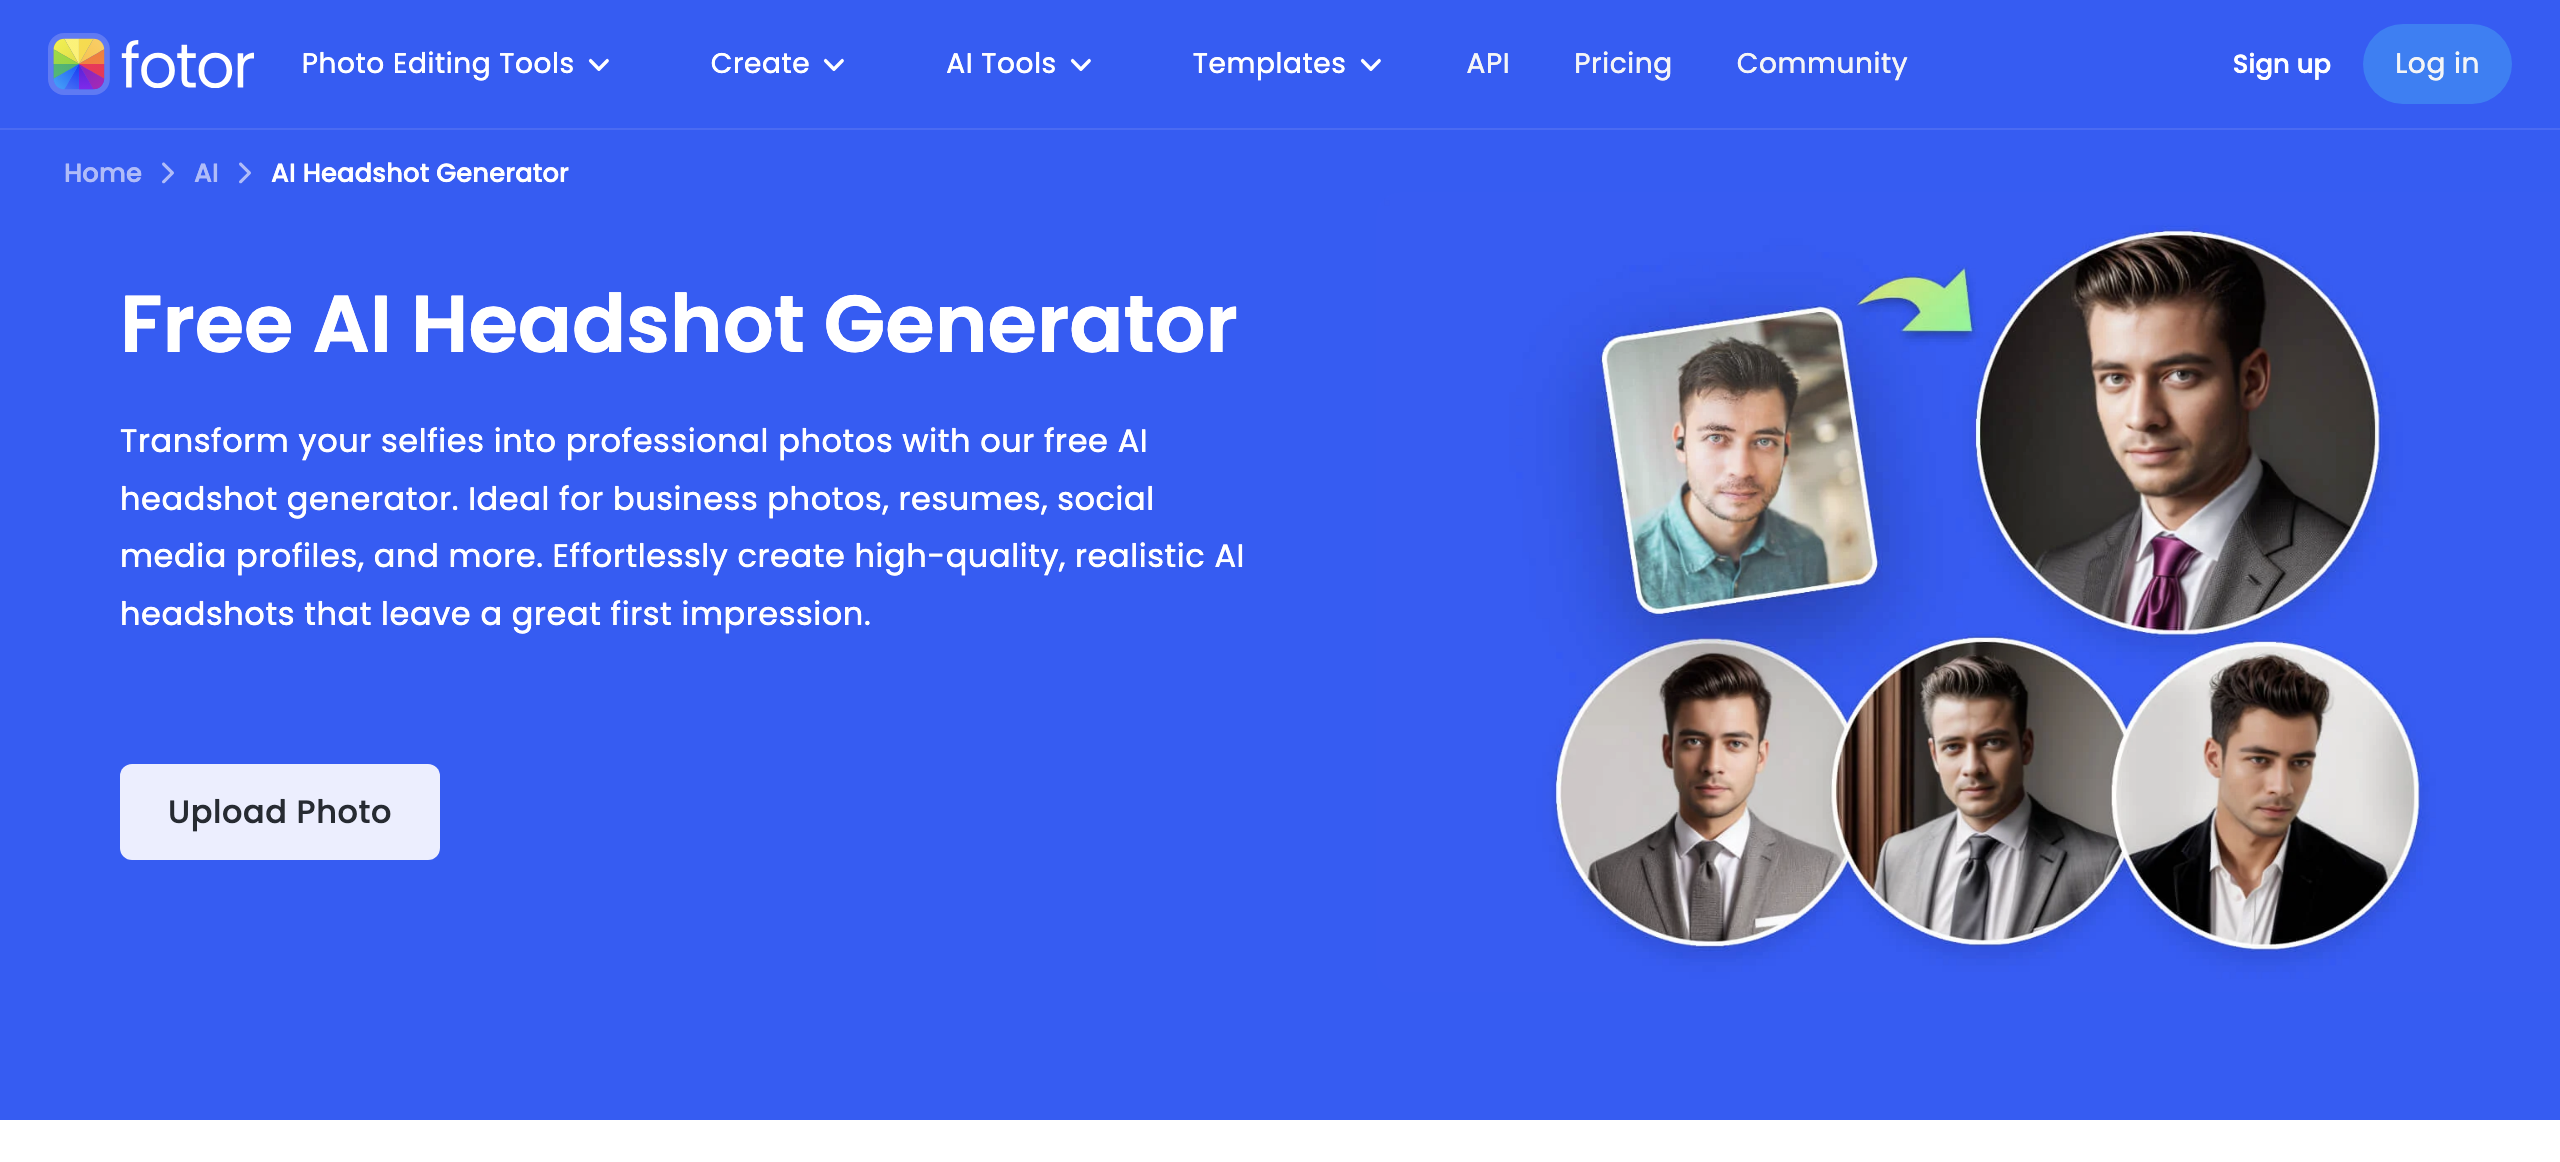 fotor Photo Editing Tools Create AI Tools Templates API Pricing Community Sign up Log in
Home AI AI Headshot Generator
Free AI Headshot Generator
Transform your selfies into professional photos with our free AI
headshot generator. Ideal for business photos, resumes, social
media profiles, and more. Effortlessly create high-quality, realistic AI
headshots that leave a great first impression.
Upload Photo